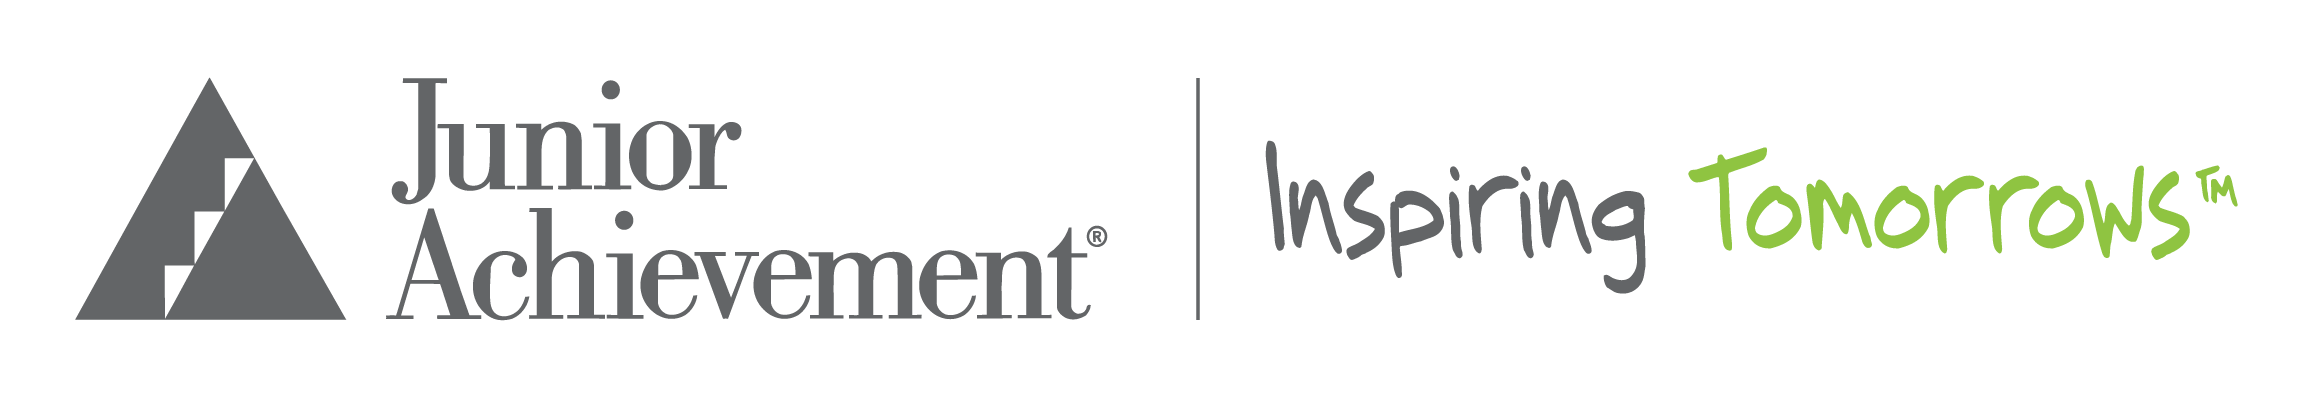 Junior
Achievement®
Inspiring Tomorrows™